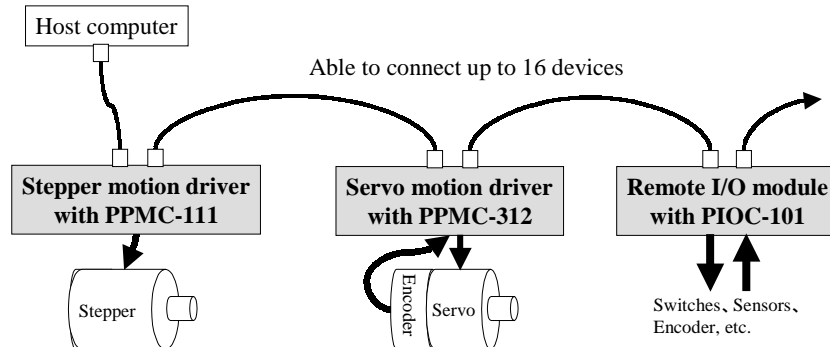 Host computer
Able to connect up to 16 devices
Stepper motion driver
with PPMC-111
Servo motion driver
with PPMC-312
Remote I/O module
with PIOC-101
Stepper
Encoder
Servo
Switches、Sensors、
Encoder, etc.